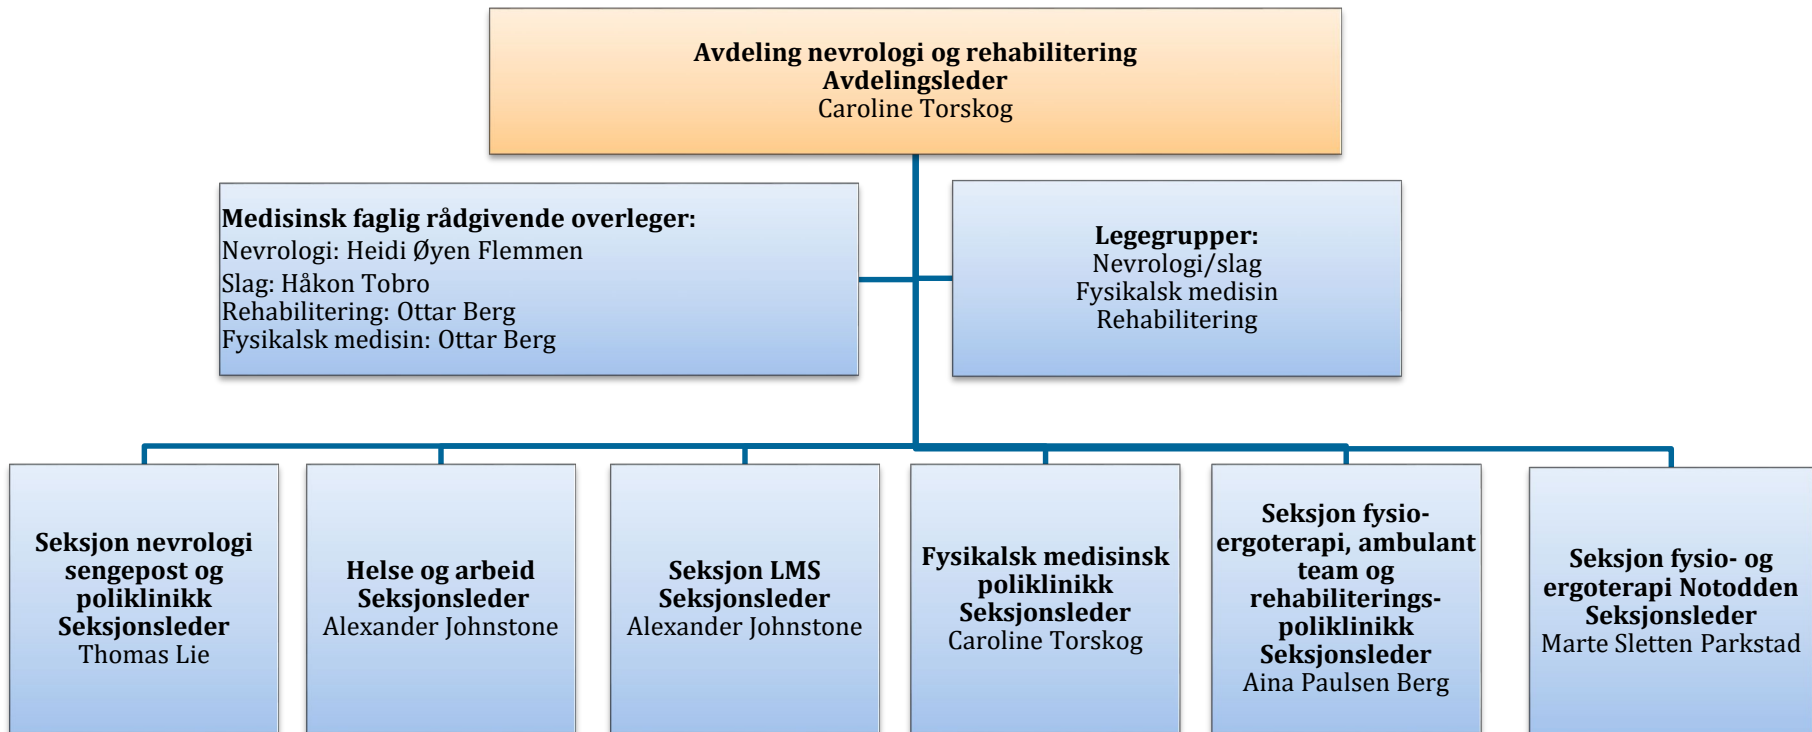 Avdeling nevrologi og rehabilitering
Avdelingsleder
Caroline Torskog
Medisinsk faglig rådgivende overleger:
Nevrologi: Heidi Øyen Flemmen
Slag: Håkon Tobro
Rehabilitering: Ottar Berg
Fysikalsk medisin: Ottar Berg
Legegrupper:
Nevrologi/slag
Fysikalsk medisin
Rehabilitering
Seksjon nevrologi
sengepost og
poliklinikk
Seksjonsleder
Thomas Lie
Helse og arbeid
Seksjonsleder
Alexander Johnstone
Seksjon LMS
Seksjonsleder
Alexander Johnstone
Fysikalsk medisinsk
poliklinikk
Seksjonsleder
Caroline Torskog
Seksjon fysio-
ergoterapi, ambulant
team og
rehabiliterings-
poliklinikk
Seksjonsleder
Aina Paulsen Berg
Seksjon fysio- og
ergoterapi Notodden
Seksjonsleder
Marte Sletten Parkstad